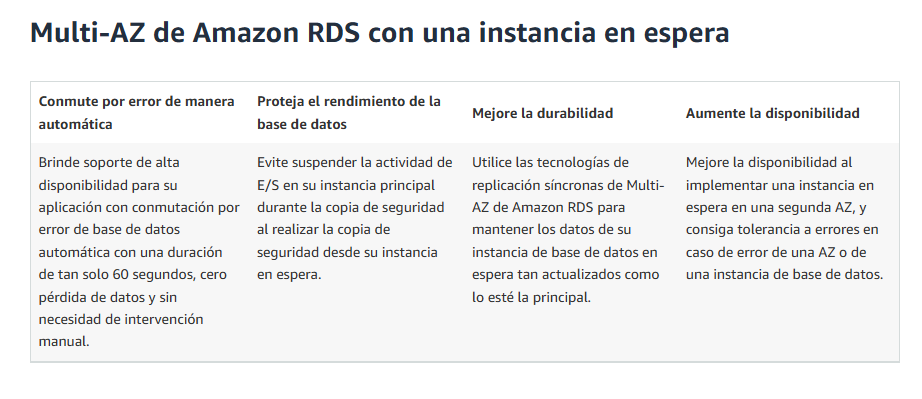 Multi-AZ de Amazon RDS con una instancia en espera
Conmute por error de manera
automática
Proteja el rendimiento de la
base de datos
Mejore la durabilidad
Aumente la disponibilidad
Brinde soporte de alta
disponibilidad para su
aplicación con conmutación por
error de base de datos
automática con una duración
de tan solo 60 segundos, cero
pérdida de datos y sin
necesidad de intervención
manual.
Evite suspender la actividad de
E/S en su instancia principal
durante la copia de seguridad
al realizar la copia de
seguridad desde su instancia
en espera.
Utilice las tecnologías de
replicación síncronas de Multi-
AZ de Amazon RDS para
mantener los datos de su
instancia de base de datos en
espera tan actualizados como
lo esté la principal.
Mejore la disponibilidad al
implementar una instancia en
espera en una segunda AZ, y
consiga tolerancia a errores en
caso de error de una AZ o de
una instancia de base de datos.